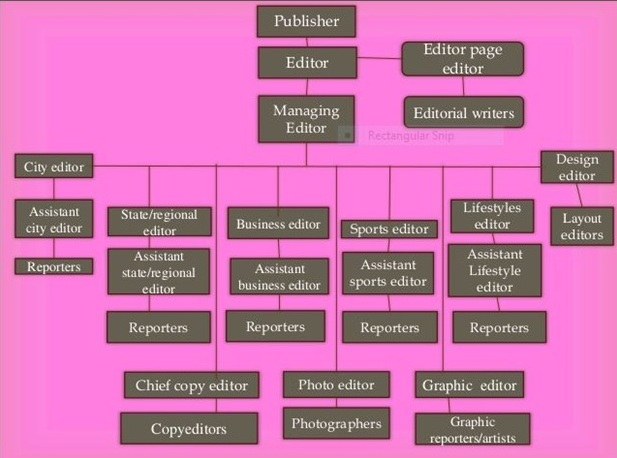 Publisher
Editor
Editor page
editor
Managing
Editor
Editorial writers
Rectangular Snip
City editor
Design
editor
Assistant
city editor
State/regional
editor
Business editor
Sports editor
Lifestyles
editor
Layout
editors
Reporters
Assistant
state/regional
editor
Assistant
business editor
Assistant
sports editor
Assistant
Lifestyle
editor
Reporters
Reporters
Reporters
Reporters
Chief copy editor
Photo editor
Graphic editor
Copyeditors
Photographers
Graphic
reporters/artists